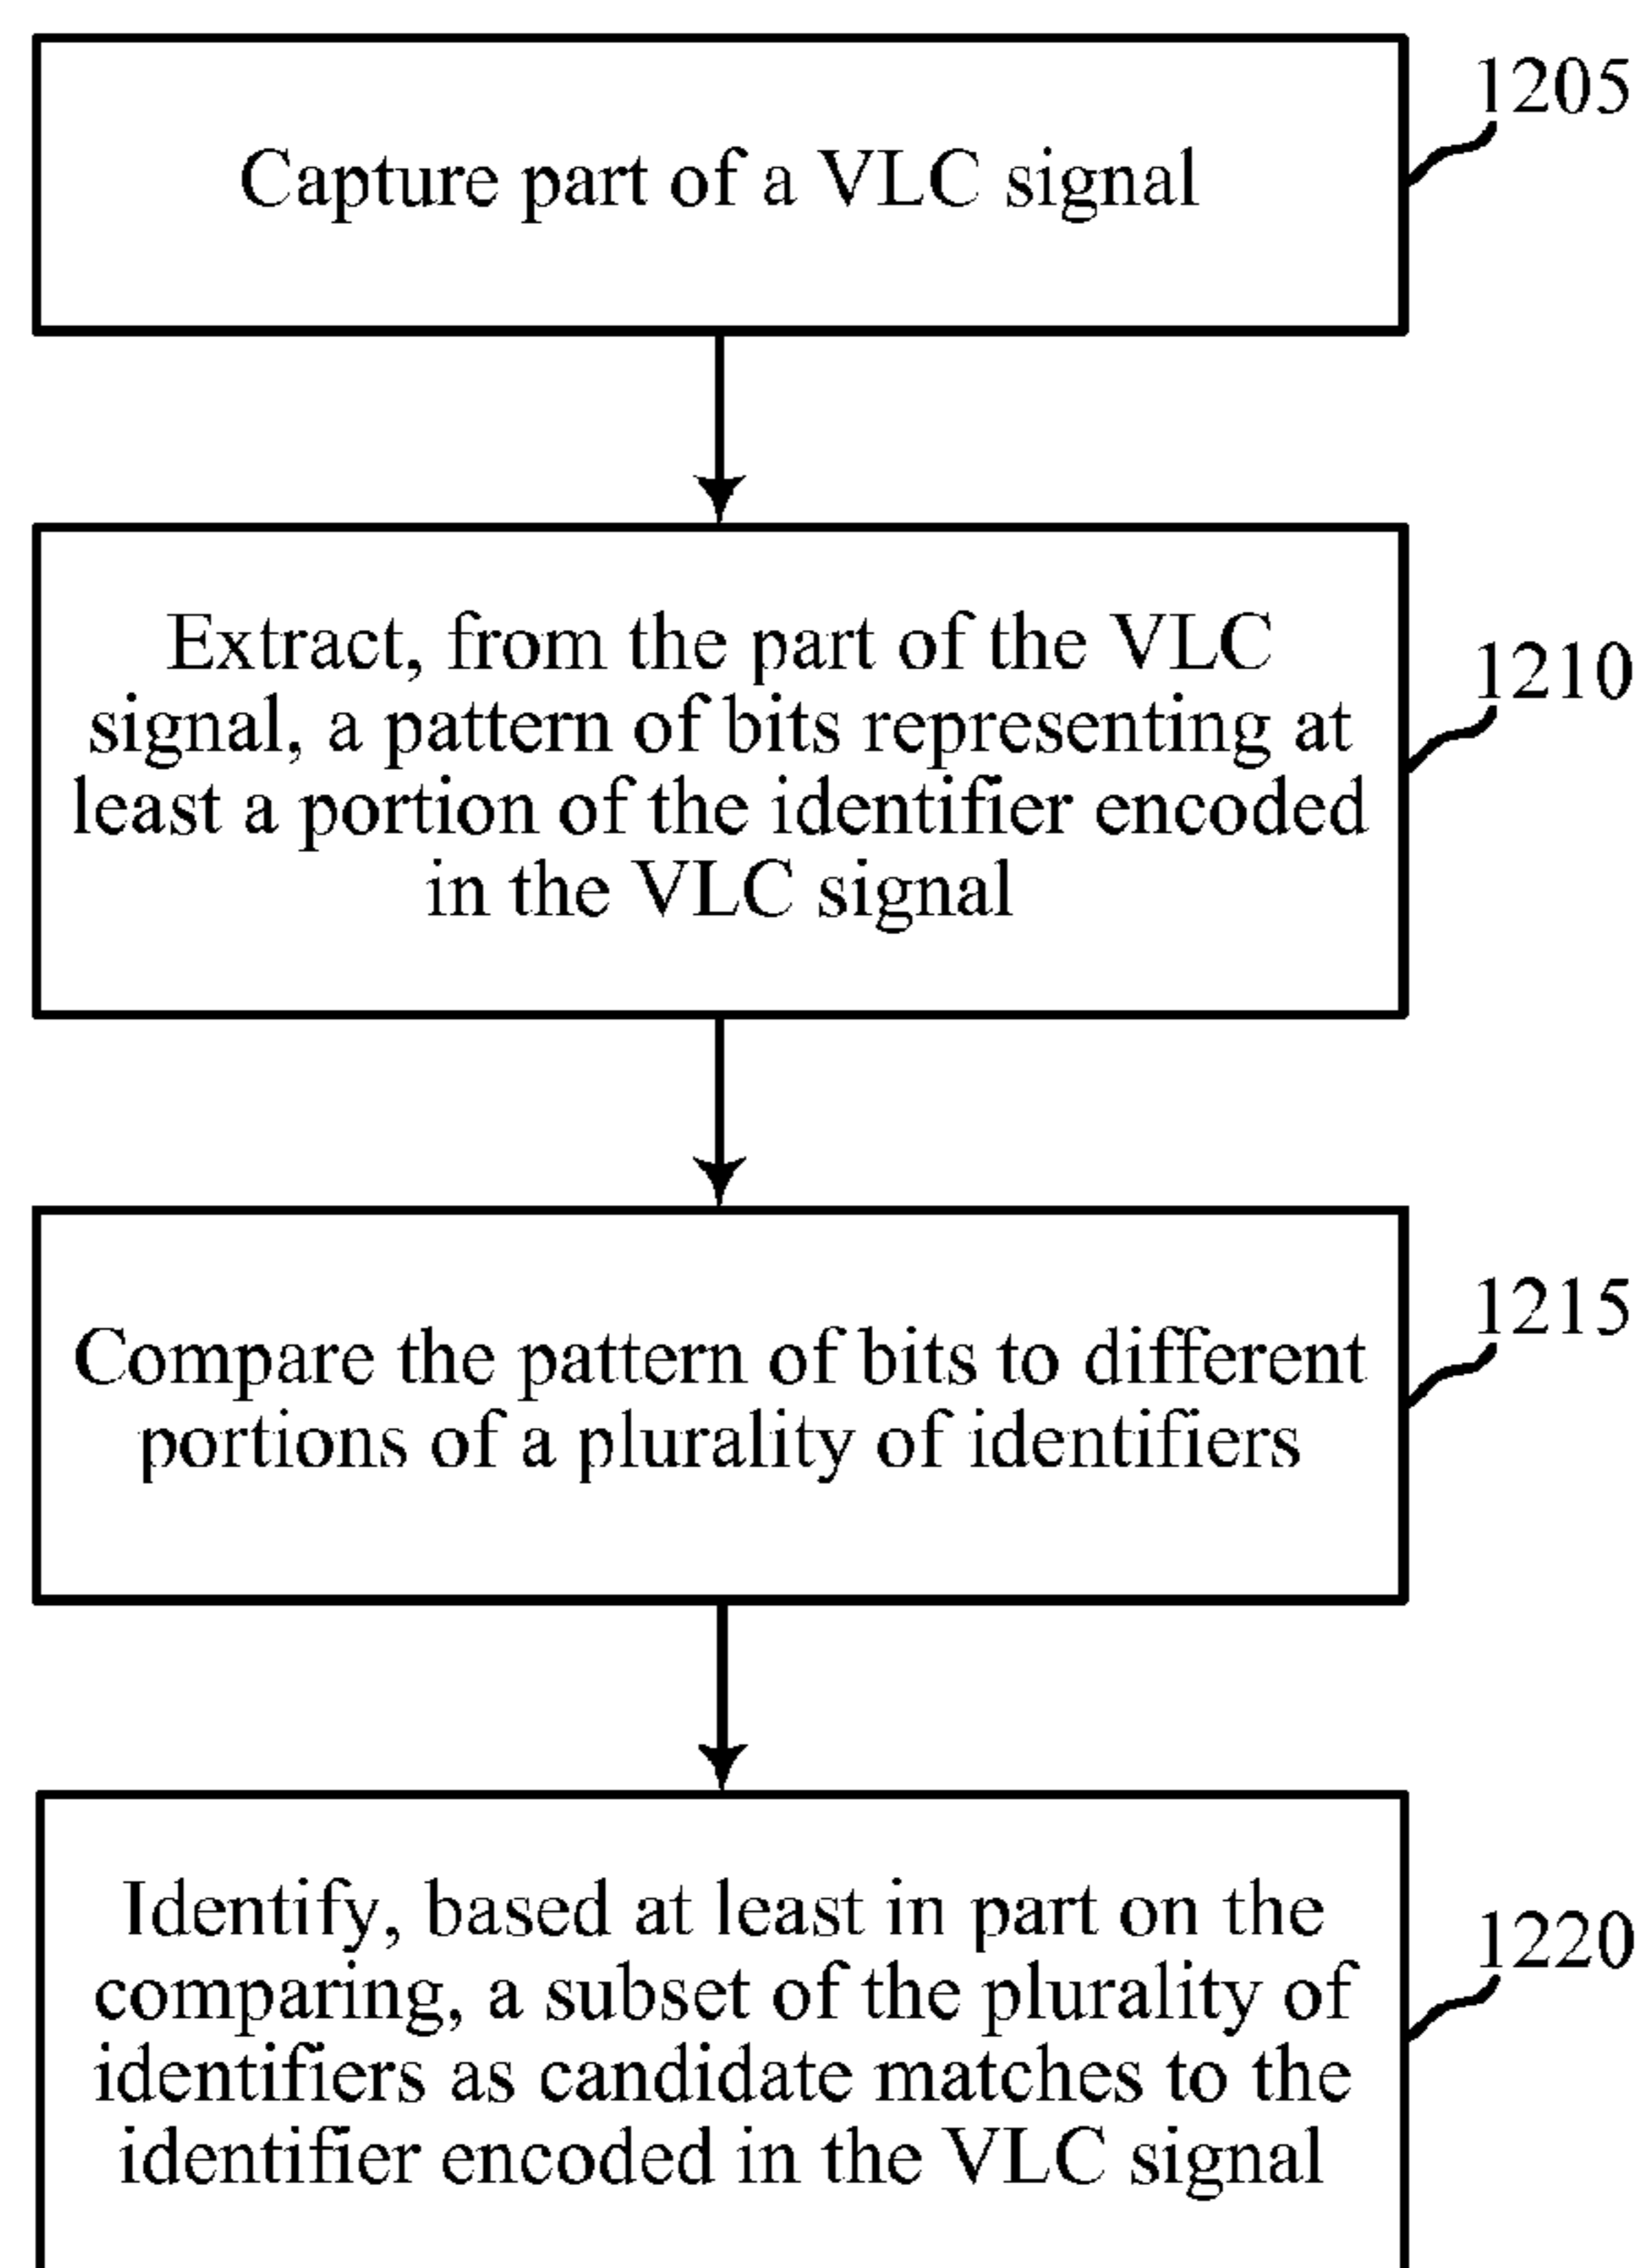 1205
Capture part of a VLC signal
Extract, from the part of the VLC
1210
signal, a pattern of bits representing at
least a portion of the identifier encoded
in the VLC signal
1215
Compare the pattern of bits to different
portions of a plurality of identifiers
Identify, based at least in part on the
1220
comparing, a subset of the plurality of
identifiers as candidate matches to the
identifier encoded in the VLC signal